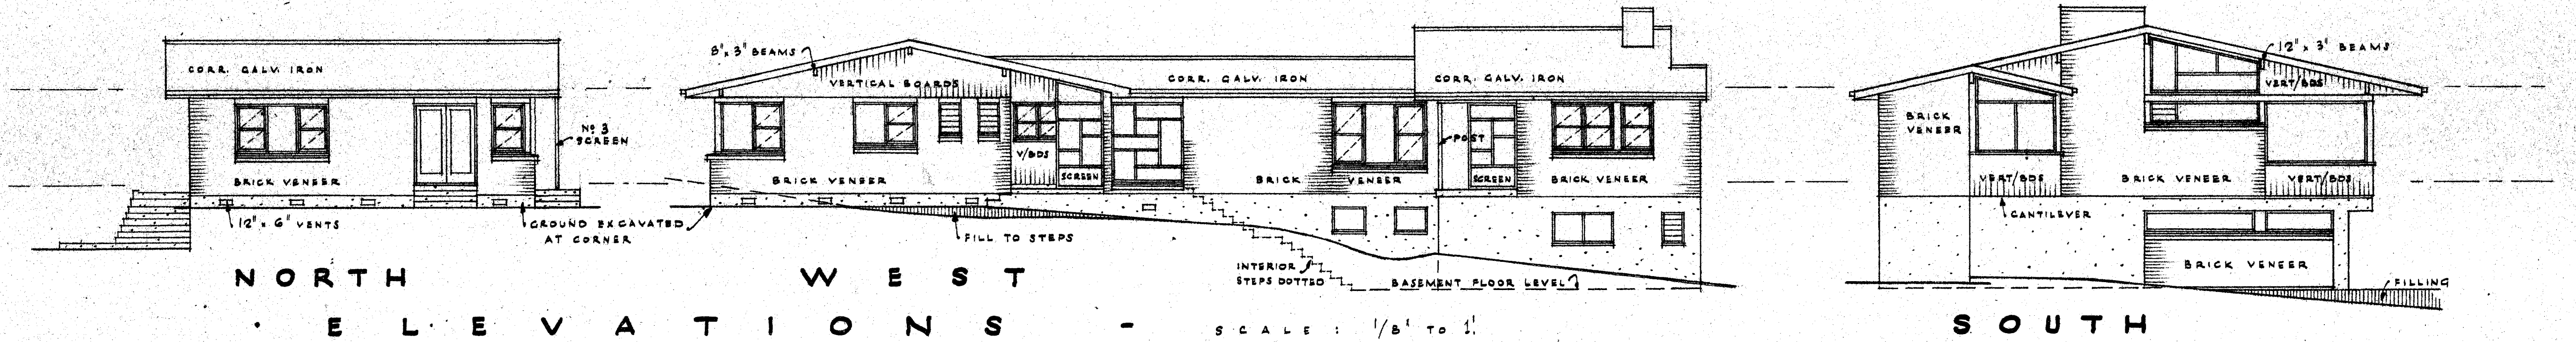 CORR. GALV. IRON
BRICK VENEER
Nº 3
SCREEN
12" x 6" VENTS
GROUND EXCAVATED
AT CORNER
NORTH
8" x 3" BEAMS
VERTICAL BOARDS
CORR. GALV. IRON
CORR. GALV. IRON
V/BDS
SCREEN
POST
SCREEN
BRICK VENEER
BRICK VENEER
BRICK VENEER
FILL TO STEPS
INTERIOR
STEPS DOTTED
BASEMENT FLOOR LEVEL
WEST
12" x 3" BEAMS
VERT/BDS
BRICK
VENEER
VERT/BDS
BRICK VENEER
VERT/BDS
CANTILEVER
BRICK VENEER
FILLING
SOUTH
· ELEVATIONS -
SCALE: 1/8" TO 1'